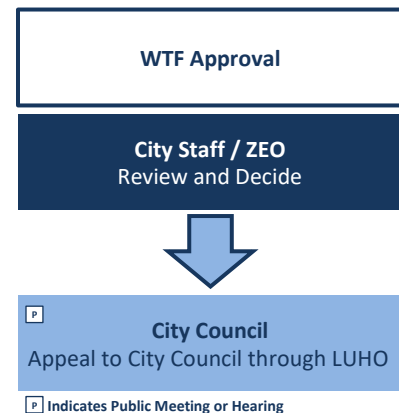 WTF Approval
City Staff / ZEO
Review and Decide
P
City Council
Appeal to City Council through LUHO
P Indicates Public Meeting or Hearing